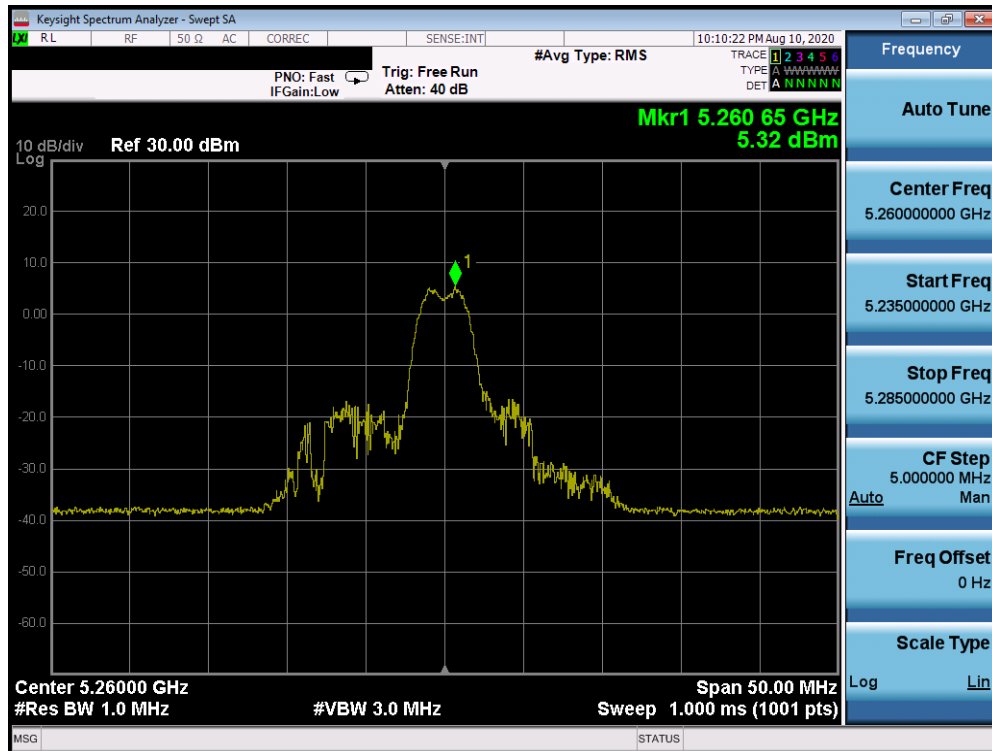 Keysight Spectrum Analyzer - Swept SA
LXI RL RF 50 Ω AC CORREC SENSE:INT 10:10:22 PM Aug 10, 2020
#Avg Type: RMS TRACE 1 2 3 4 5 6
PNO: Fast Trig: Free Run TYPE A WWWWW
IFGain:Low Atten: 40 dB DET A N N N N N
Mkr1 5.260 65 GHz
5.32 dBm
10 dB/div Ref 30.00 dBm
Log
20.0
1
10.0
0.00
-10.0
-20.0
-30.0
-40.0
-50.0
-60.0
Center 5.26000 GHz Span 50.00 MHz
#Res BW 1.0 MHz #VBW 3.0 MHz Sweep 1.000 ms (1001 pts)
MSG STATUS
Frequency
Auto Tune
Center Freq
5.260000000 GHz
Start Freq
5.235000000 GHz
Stop Freq
5.285000000 GHz
CF Step
5.000000 MHz
Auto Man
Freq Offset
0 Hz
Scale Type
Log Lin